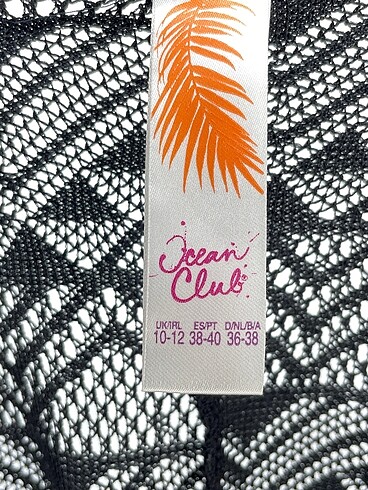 Ocean
Club®
UK/IRL ES/PT D/NL/B/A
10-12 38-40 36-38